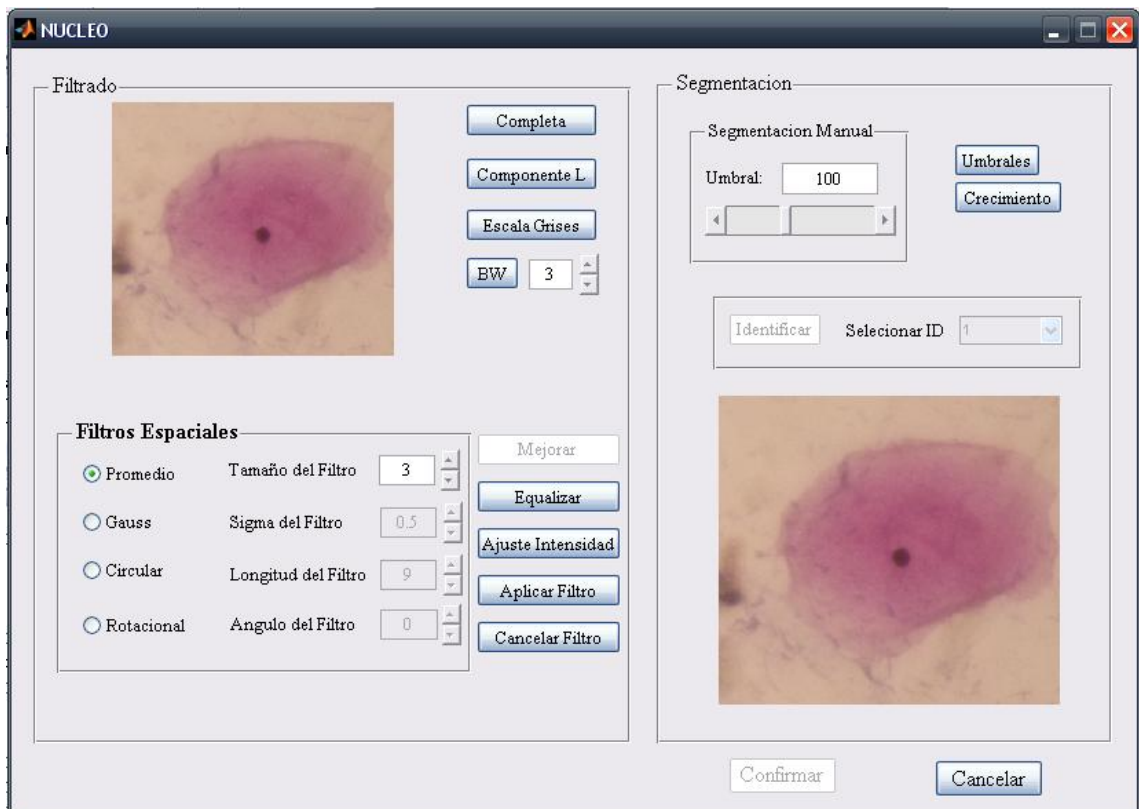 NUCLEO
Filtrado
Completa
Componente L
Escala Grises
BW 3
Filtros Espaciales
Promedio Tamaño del Filtro 3
Gauss Sigma del Filtro 0.5
Circular Longitud del Filtro 9
Rotacional Angulo del Filtro 0
Mejorar
Equalizar
Ajuste Intensidad
Aplicar Filtro
Cancelar Filtro
Segmentacion
Segmentacion Manual
Umbral: 100
Umbrales
Crecimiento
Identificar Selecionar ID 1
Confirmar Cancelar